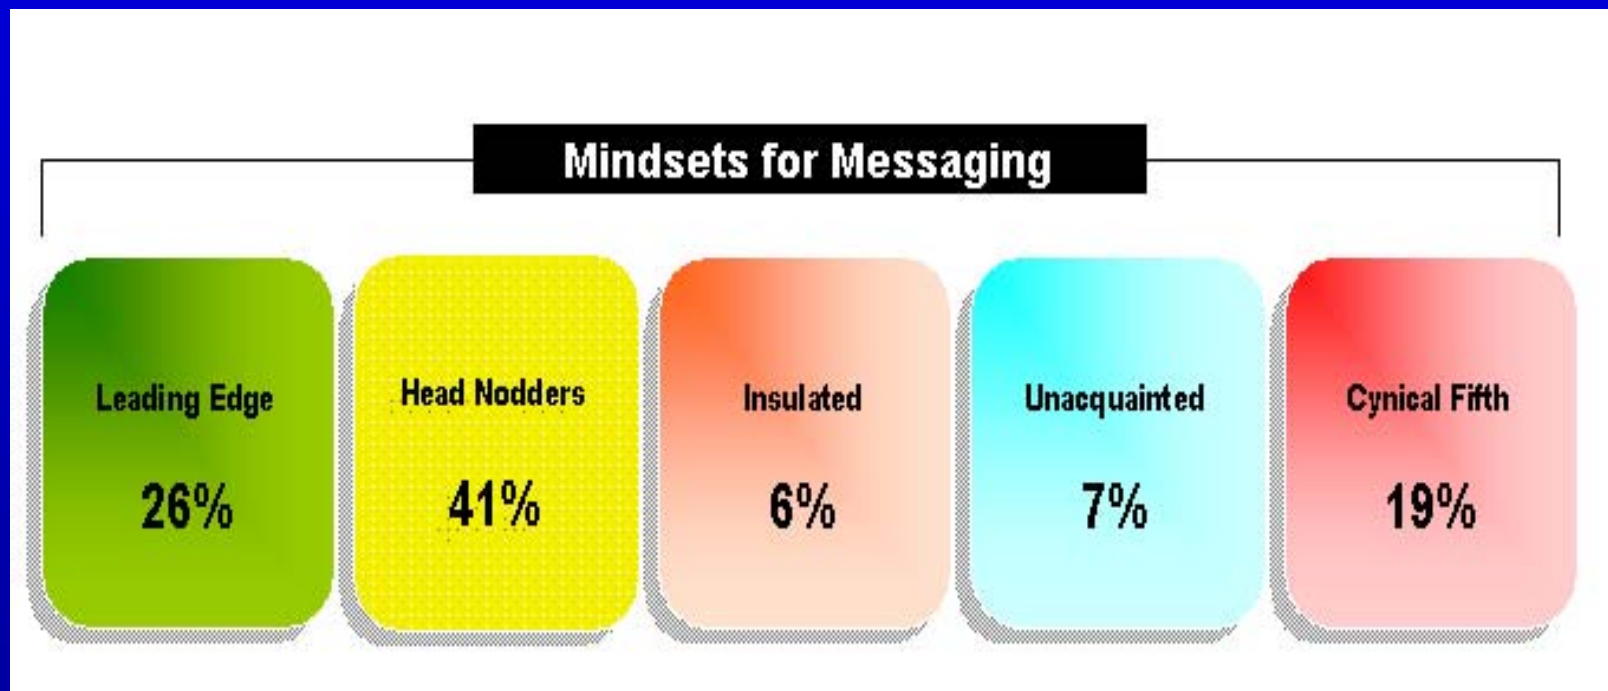 Mindsets for Messaging
Leading Edge
26%
Head Nodders
41%
Insulated
6%
Unacquainted
7%
Cynical Fifth
19%